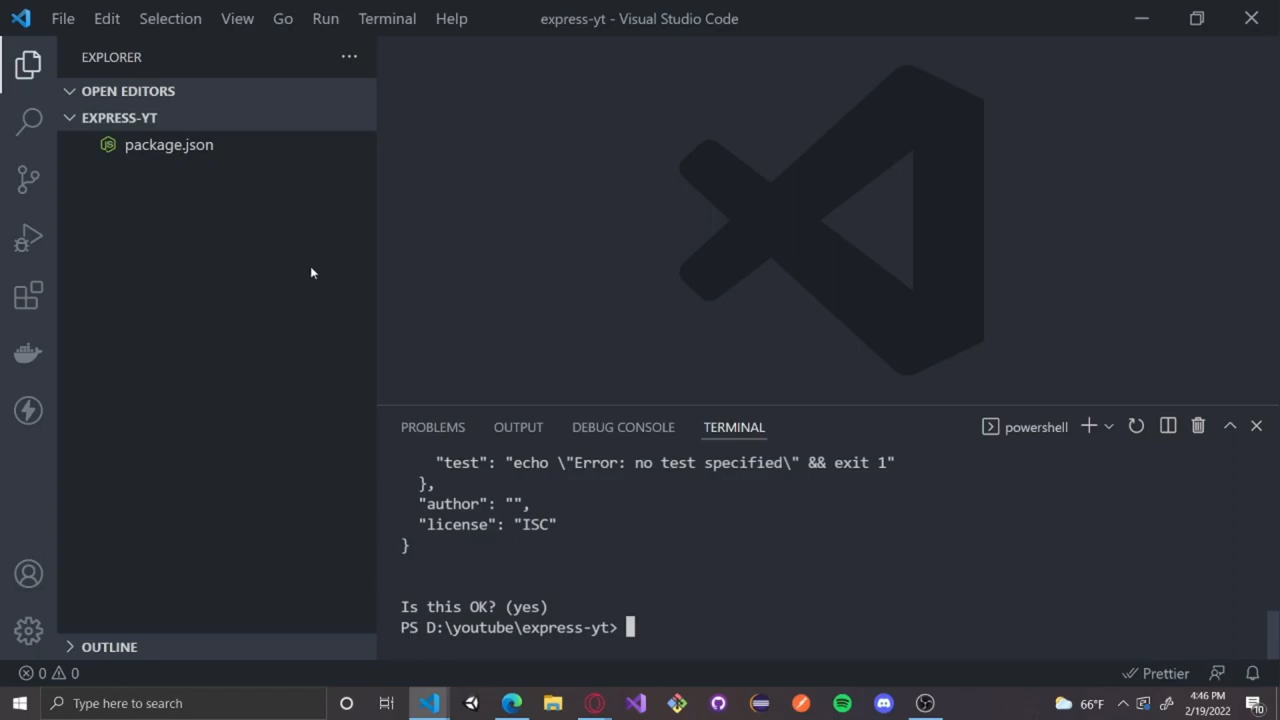 File Edit Selection View Go Run Terminal Help
express-yt - Visual Studio Code
EXPLORER
OPEN EDITORS
EXPRESS-YT
package.json
OUTLINE
PROBLEMS OUTPUT DEBUG CONSOLE TERMINAL
powershell
"test": "echo \"Error: no test specified\" && exit 1"
},
"author": "",
"license": "ISC"
}
Is this OK? (yes)
PS D:\youtube\express-yt>
0 0
Prettier
Type here to search
66°F
4:46 PM
2/19/2022
10